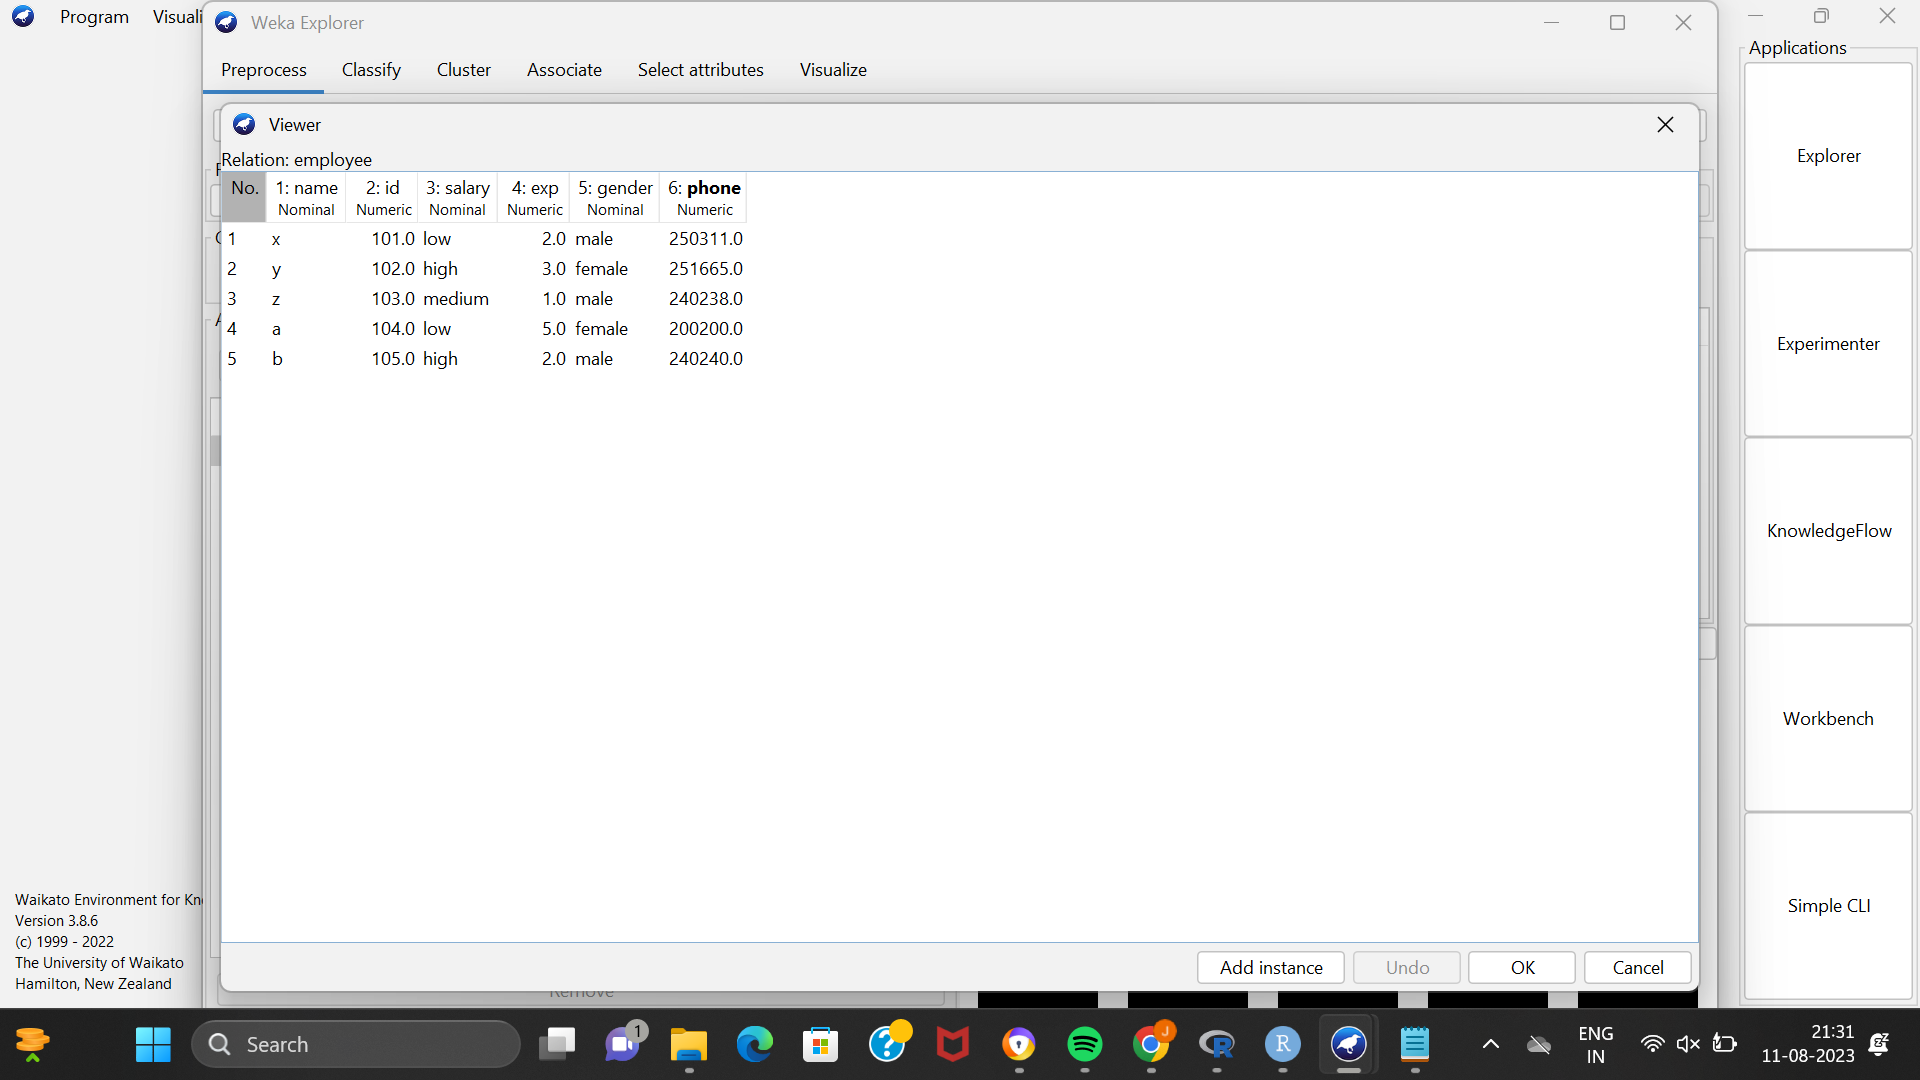 Program Visuali
Weka Explorer
Preprocess Classify Cluster Associate Select attributes Visualize
Viewer
Relation: employee
No. 1: name 2: id 3: salary 4: exp 5: gender 6: phone
Nominal Numeric Nominal Numeric Nominal Numeric
1 x 101.0 low 2.0 male 250311.0
2 y 102.0 high 3.0 female 251665.0
3 z 103.0 medium 1.0 male 240238.0
4 a 104.0 low 5.0 female 200200.0
5 b 105.0 high 2.0 male 240240.0
Add instance Undo OK Cancel
Remove
Applications
Explorer
Experimenter
KnowledgeFlow
Workbench
Simple CLI
Waikato Environment for Kn
Version 3.8.6
(c) 1999 - 2022
The University of Waikato
Hamilton, New Zealand
Search
1
J
R
R
ENG
IN
21:31
11-08-2023